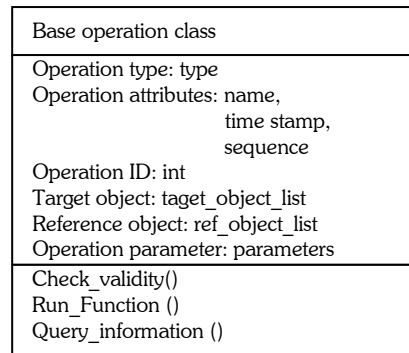 Base operation class
Operation type: type
Operation attributes: name,
time stamp,
sequence
Operation ID: int
Target object: taget_object_list
Reference object: ref_object_list
Operation parameter: parameters
Check_validity()
Run_Function ()
Query_information ()